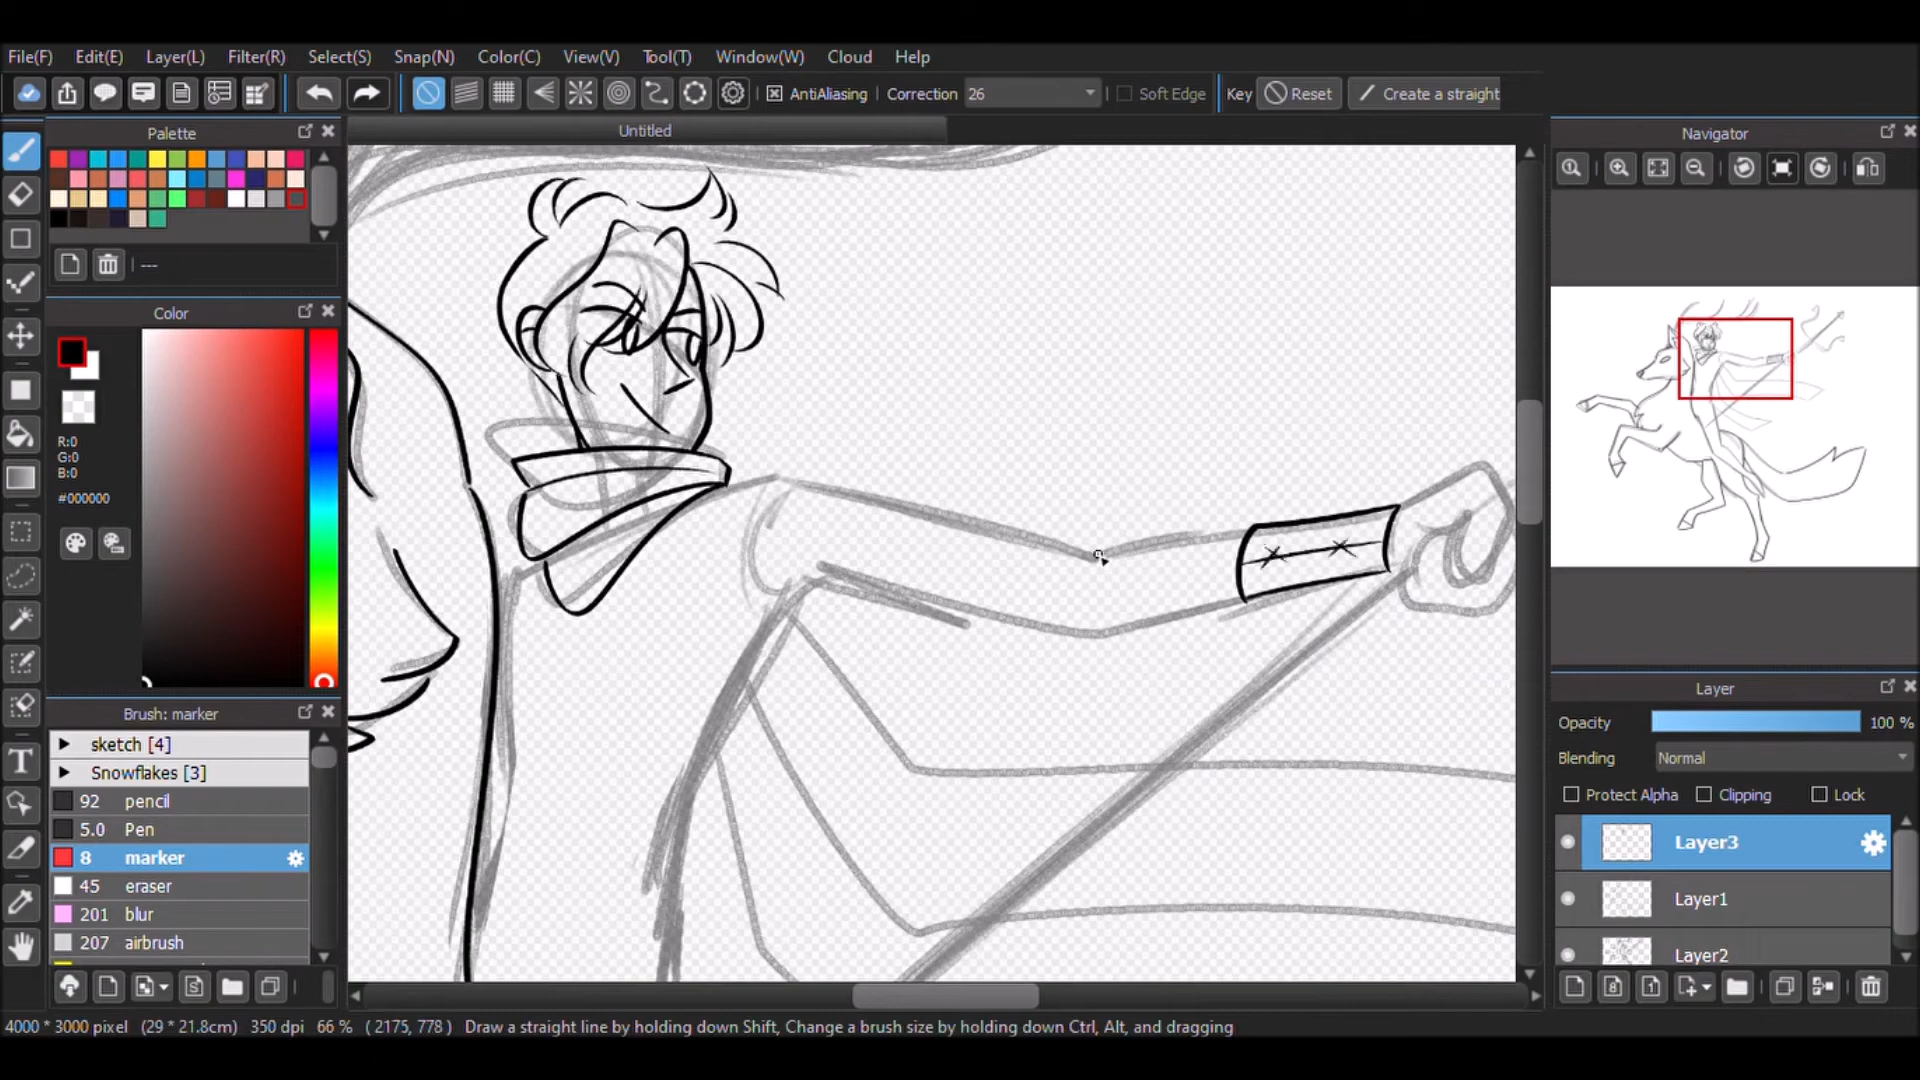 File(F) Edit(E) Layer(L) Filter(R) Select(S) Snap(N) Color(C) View(V) Tool(T) Window(W) Cloud Help
AntiAliasing Correction 26 Soft Edge Key Reset Create a straight
Palette
Untitled
Navigator
---
Color
R:0
G:0
B:0
#000000
Brush: marker
sketch [4]
Snowflakes [3]
92 pencil
5.0 Pen
8 marker
45 eraser
201 blur
207 airbrush
Layer
Opacity 100 %
Blending Normal
Protect Alpha Clipping Lock
Layer3
Layer1
Layer2
4000 * 3000 pixel (29 * 21.8cm) 350 dpi 66 % ( 2175, 778 ) Draw a straight line by holding down Shift, Change a brush size by holding down Ctrl, Alt, and dragging